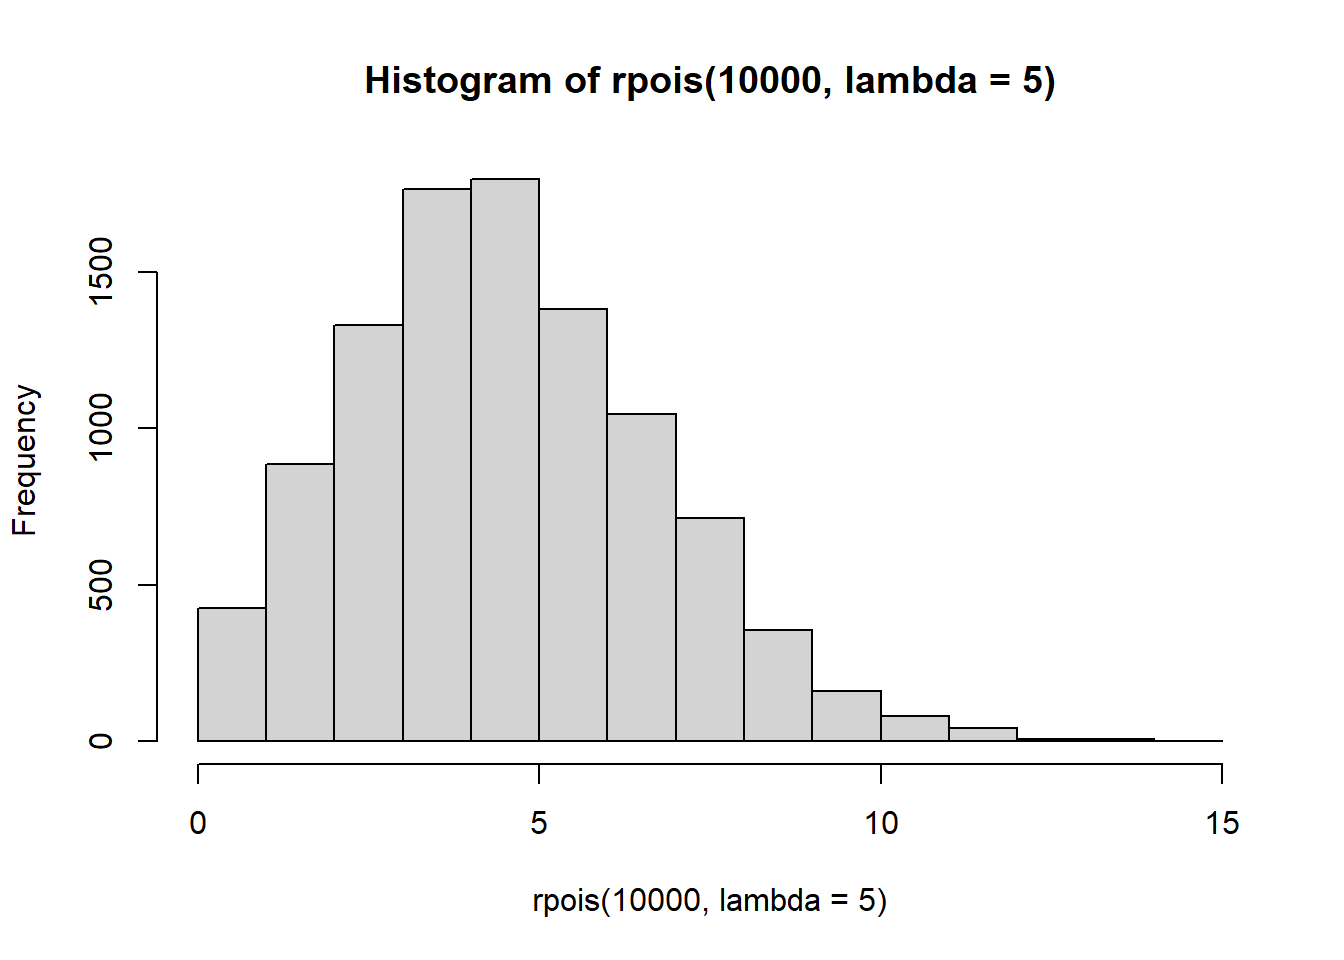 Histogram of rpois(10000, lambda = 5)
Frequency
1500
1000
500
0
0 5 10 15
rpois(10000, lambda = 5)